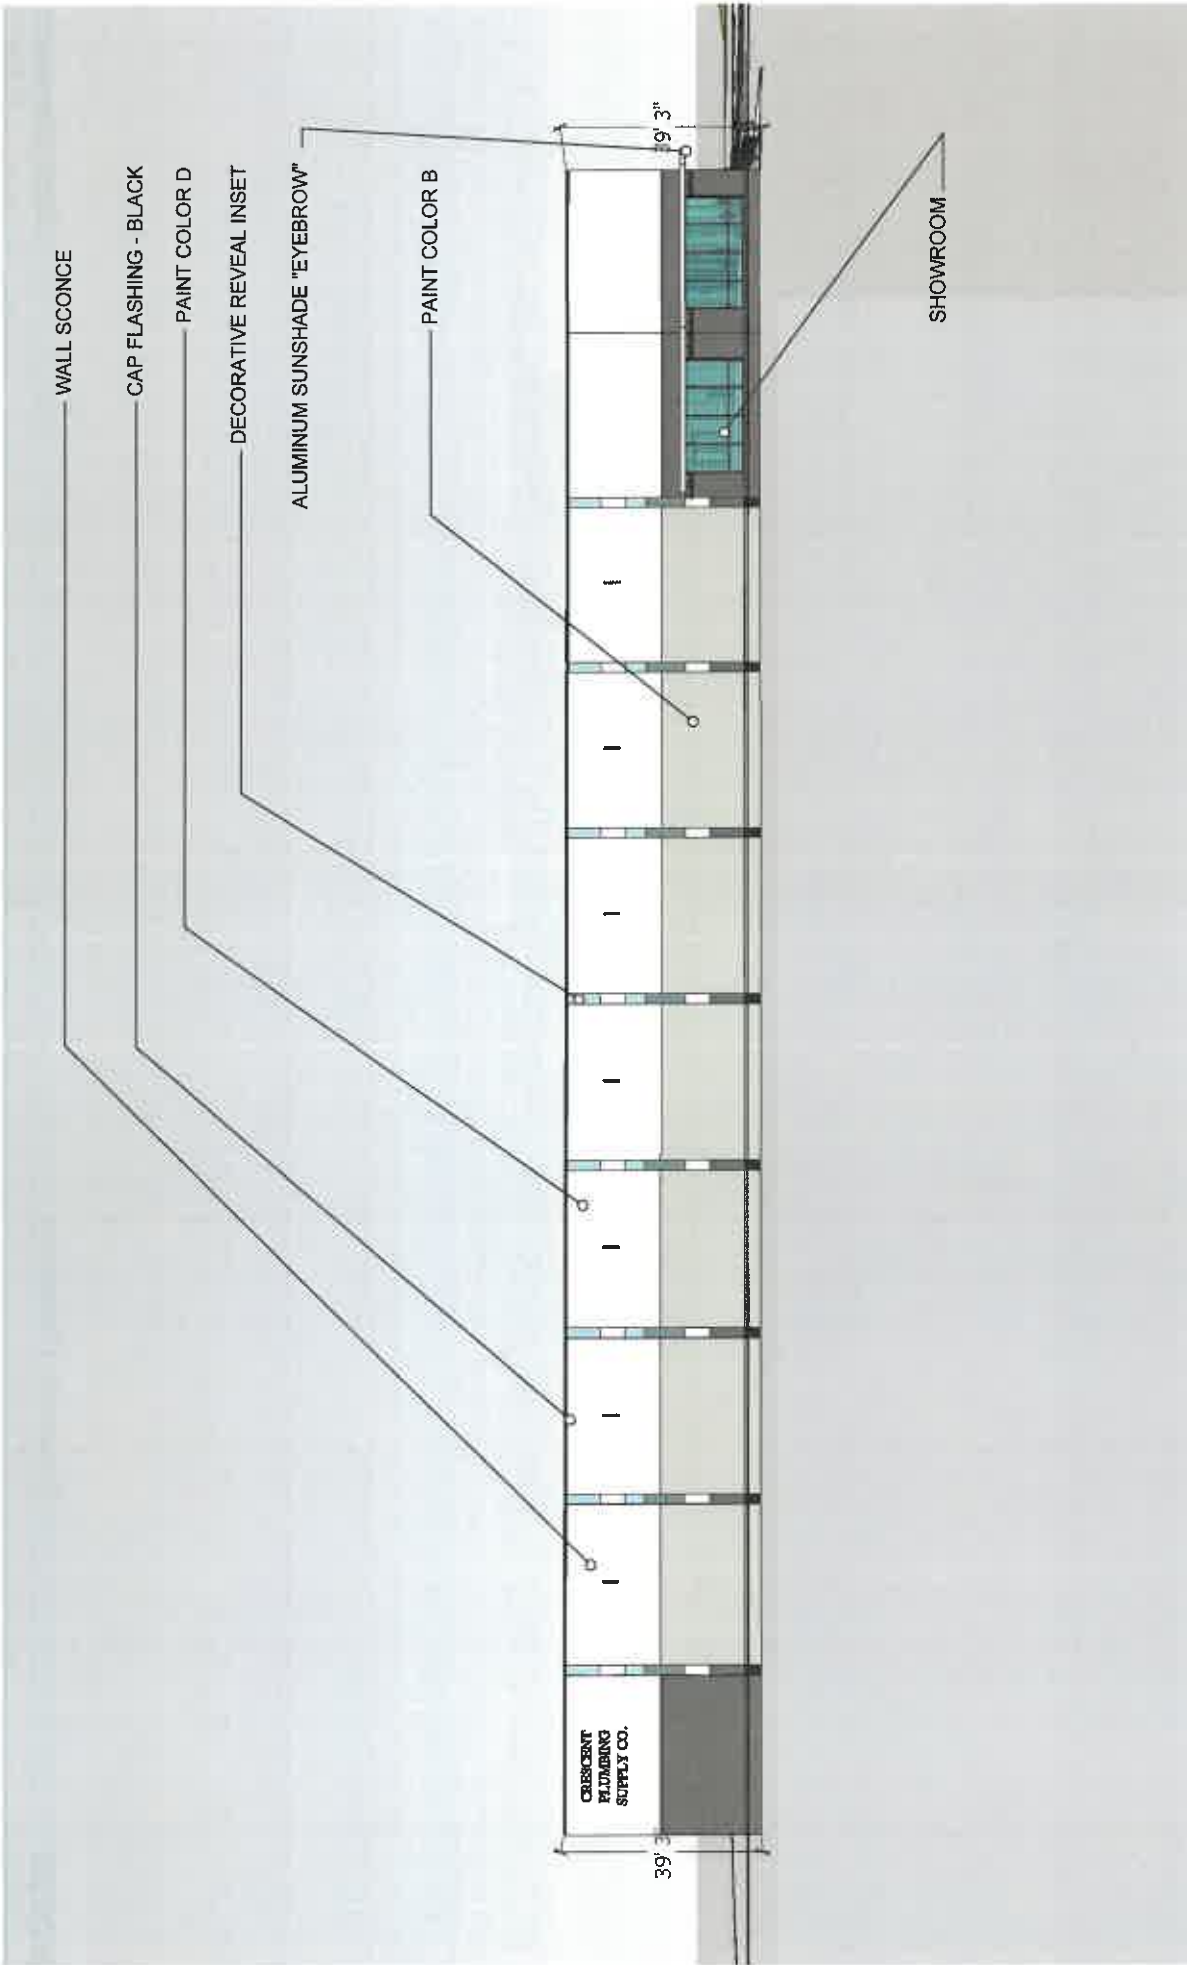 WALL SCONCE
CAP FLASHING - BLACK
PAINT COLOR D
DECORATIVE REVEAL INSET
ALUMINUM SUNSHADE "EYEBROW"
PAINT COLOR B
CRESCENT
PLUMBING
SUPPLY CO.
39' 3"
39' 3"
SHOWROOM